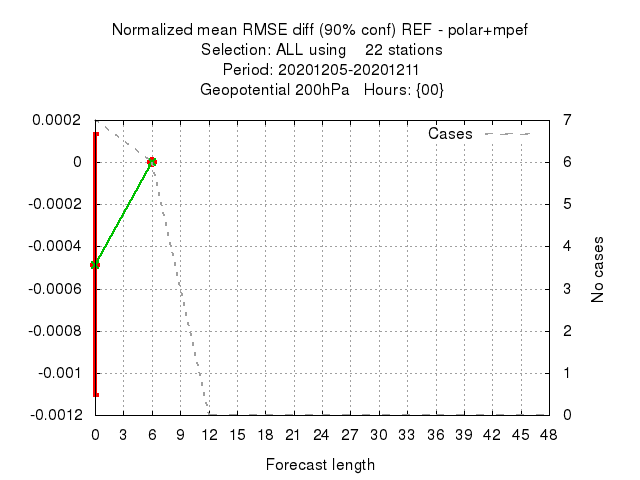 Normalized mean RMSE diff (90% conf) REF - polar+mpef
Selection: ALL using    22 stations
Period: 20201205-20201211
Geopotential 200hPa   Hours: {00}
Cases
0.0002
0
-0.0002
-0.0004
-0.0006
-0.0008
-0.001
-0.0012
7
6
5
4
3
2
1
0
No cases
0 3 6 9 12 15 18 21 24 27 30 33 36 39 42 45 48
Forecast length